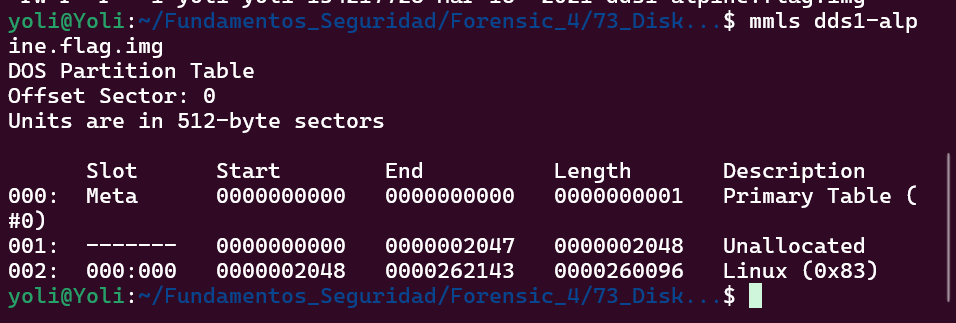 yoli@Yoli:~/Fundamentos_Seguridad/Forensic_4/73_Disk...$ mmls dds1-alp
ine.flag.img
DOS Partition Table
Offset Sector: 0
Units are in 512-byte sectors
Slot Start End Length Description
000: Meta 0000000000 0000000000 0000000001 Primary Table (
#0)
001: ------- 0000000000 0000002047 0000002048 Unallocated
002: 000:000 0000002048 0000262143 0000260096 Linux (0x83)
yoli@Yoli:~/Fundamentos_Seguridad/Forensic_4/73_Disk...$